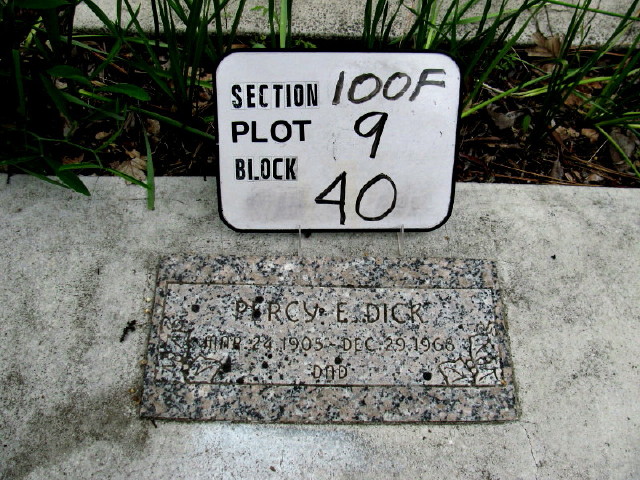 SECTION 100F
PLOT 9
BLOCK 40
PERCY E. DICK
MAR. 24 1905 - DEC. 29 1966
DAD